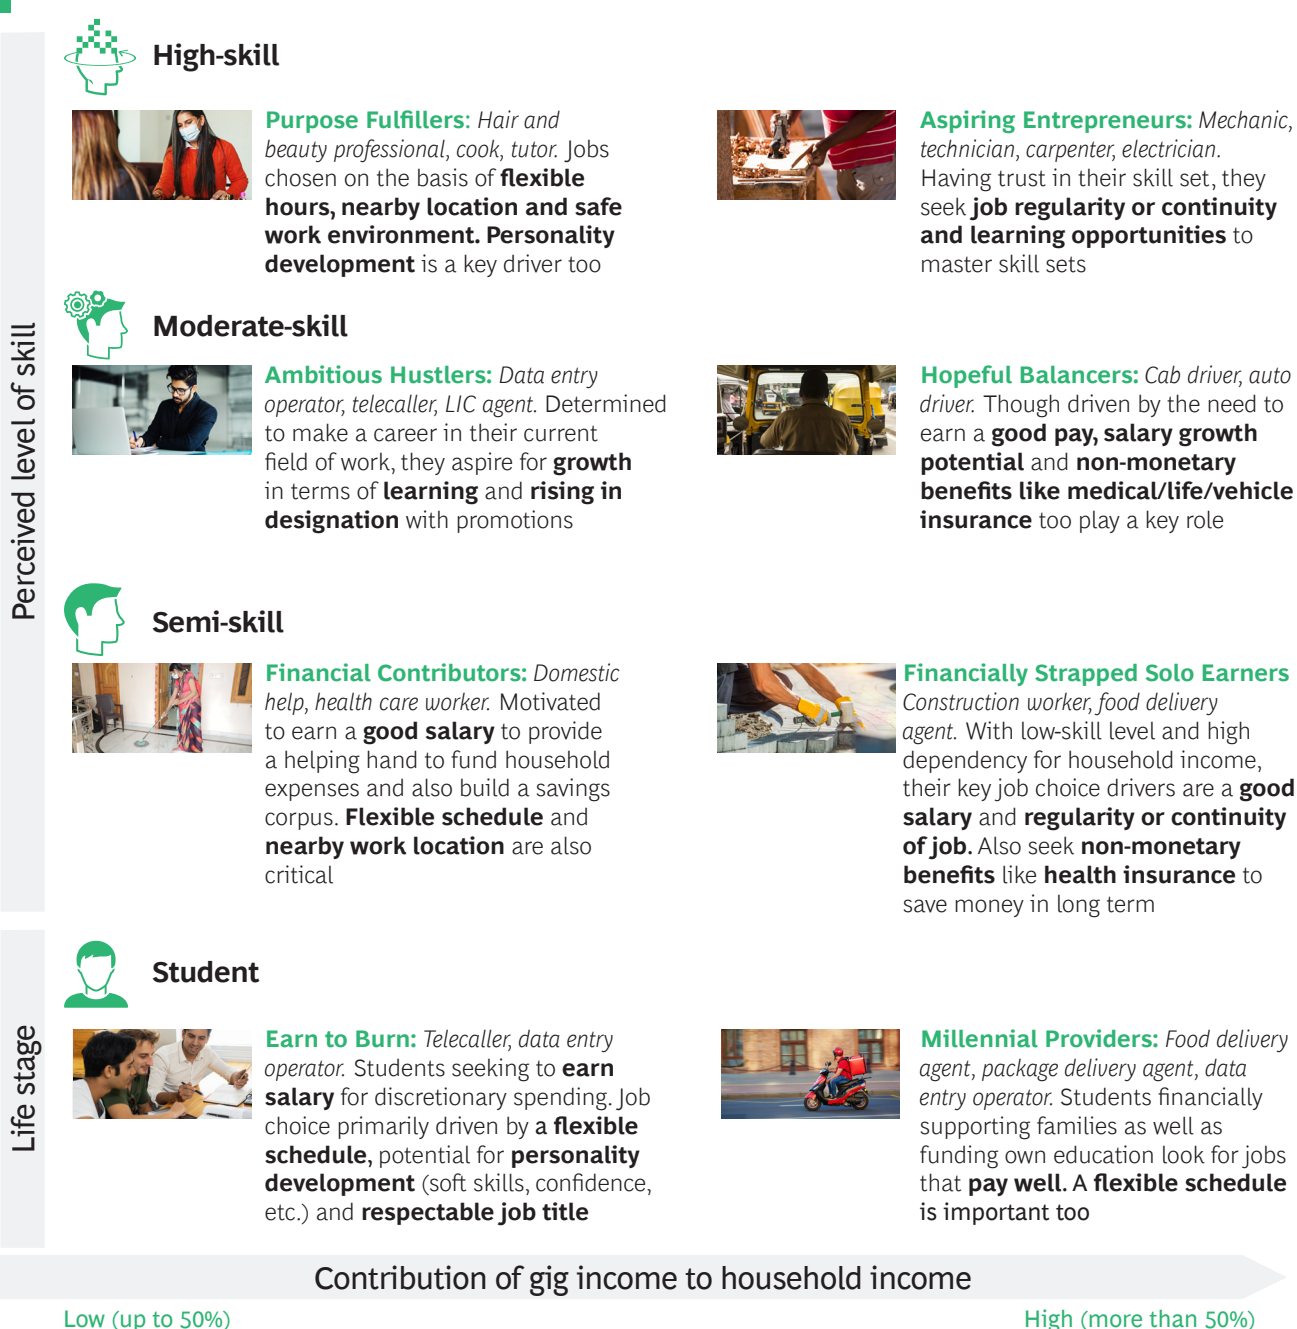 High-skill
Purpose Fulfillers: Hair and
beauty professional, cook, tutor. Jobs
chosen on the basis of flexible
hours, nearby location and safe
work environment. Personality
development is a key driver too
Aspiring Entrepreneurs: Mechanic,
technician, carpenter, electrician.
Having trust in their skill set, they
seek job regularity or continuity
and learning opportunities to
master skill sets
Perceived level of skill
Moderate-skill
Ambitious Hustlers: Data entry
operator, telecaller, LIC agent. Determined
to make a career in their current
field of work, they aspire for growth
in terms of learning and rising in
designation with promotions
Hopeful Balancers: Cab driver, auto
driver. Though driven by the need to
earn a good pay, salary growth
potential and non-monetary
benefits like medical/life/vehicle
insurance too play a key role
Semi-skill
Financial Contributors: Domestic
help, health care worker. Motivated
to earn a good salary to provide
a helping hand to fund household
expenses and also build a savings
corpus. Flexible schedule and
nearby work location are also
critical
Financially Strapped Solo Earners
Construction worker, food delivery
agent. With low-skill level and high
dependency for household income,
their key job choice drivers are a good
salary and regularity or continuity
of job. Also seek non-monetary
benefits like health insurance to
save money in long term
Life stage
Student
Earn to Burn: Telecaller, data entry
operator. Students seeking to earn
salary for discretionary spending. Job
choice primarily driven by a flexible
schedule, potential for personality
development (soft skills, confidence,
etc.) and respectable job title
Millennial Providers: Food delivery
agent, package delivery agent, data
entry operator. Students financially
supporting families as well as
funding own education look for jobs
that pay well. A flexible schedule
is important too
Contribution of gig income to household income
Low (up to 50%)
High (more than 50%)